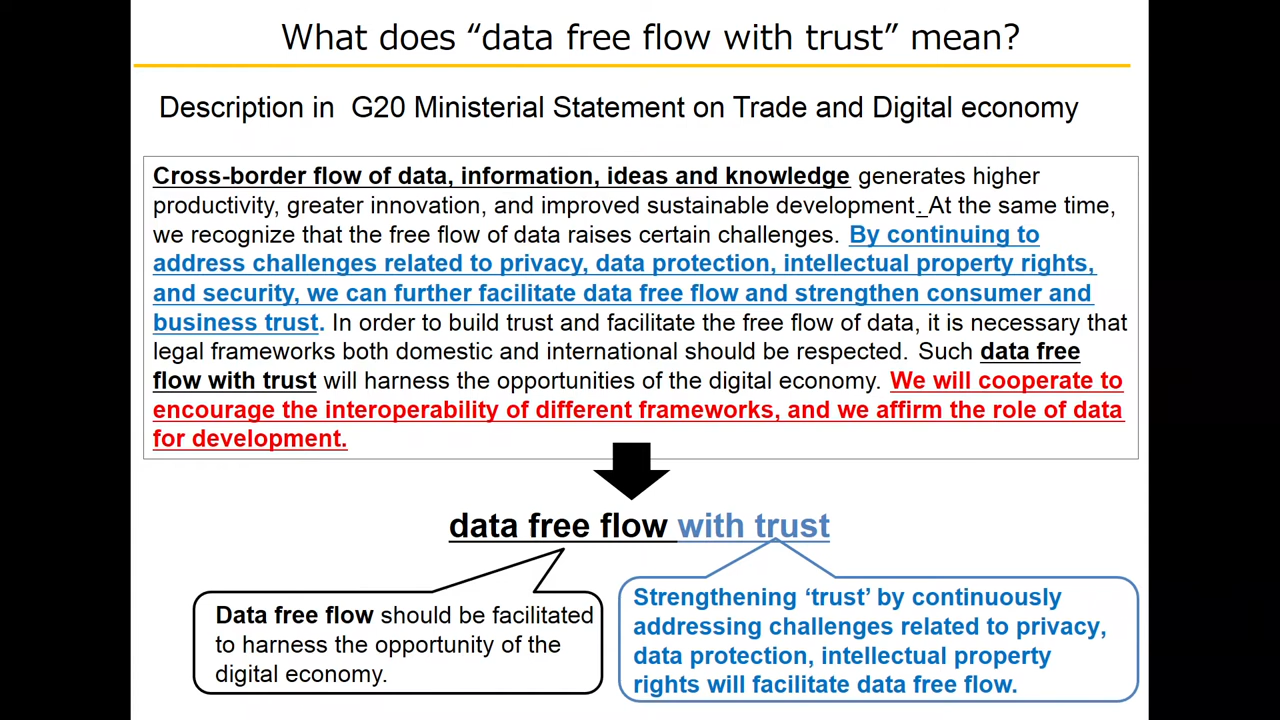 What does “data free flow with trust” mean?
Description in G20 Ministerial Statement on Trade and Digital economy
Cross-border flow of data, information, ideas and knowledge generates higher
productivity, greater innovation, and improved sustainable development. At the same time,
we recognize that the free flow of data raises certain challenges. By continuing to
address challenges related to privacy, data protection, intellectual property rights,
and security, we can further facilitate data free flow and strengthen consumer and
business trust. In order to build trust and facilitate the free flow of data, it is necessary that
legal frameworks both domestic and international should be respected. Such data free
flow with trust will harness the opportunities of the digital economy. We will cooperate to
encourage the interoperability of different frameworks, and we affirm the role of data
for development.
data free flow with trust
Data free flow should be facilitated
to harness the opportunity of the
digital economy.
Strengthening ‘trust’ by continuously
addressing challenges related to privacy,
data protection, intellectual property
rights will facilitate data free flow.